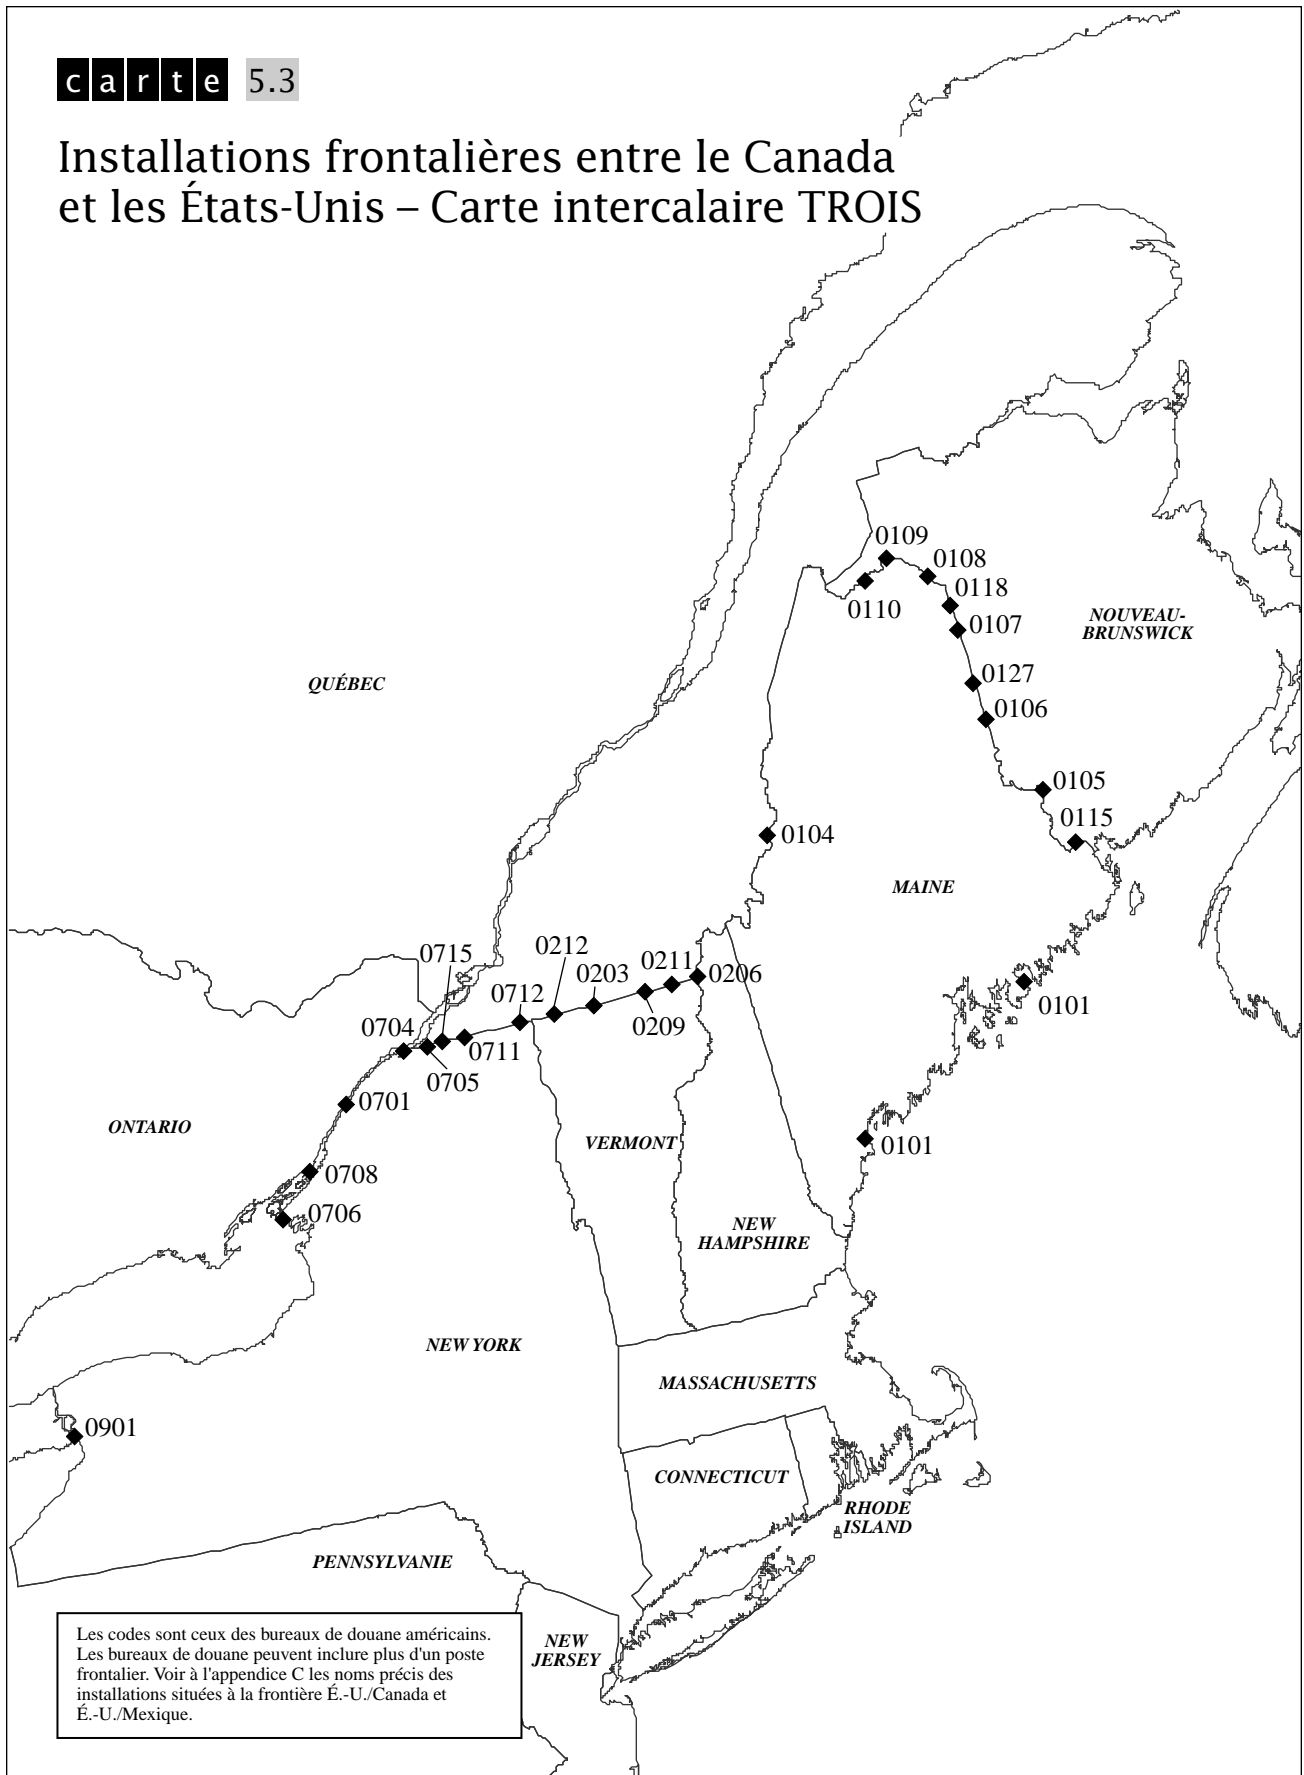 carte 5.3
Installations frontalières entre le Canada
et les États-Unis – Carte intercalaire TROIS
0109
0108
0110
0118
0107
NOUVEAU-
BRUNSWICK
0127
QUÉBEC
0106
0105
0115
0104
MAINE
0715
0212
0203
0211
0206
0712
0209
0101
0704
0711
0705
0701
ONTARIO
VERMONT
0101
0708
0706
NEW
HAMPSHIRE
NEW YORK
MASSACHUSETTS
0901
CONNECTICUT
RHODE
ISLAND
PENNSYLVANIE
NEW
JERSEY
Les codes sont ceux des bureaux de douane américains.
Les bureaux de douane peuvent inclure plus d'un poste
frontalier. Voir à l'appendice C les noms précis des
installations situées à la frontière É.-U./Canada et
É.-U./Mexique.